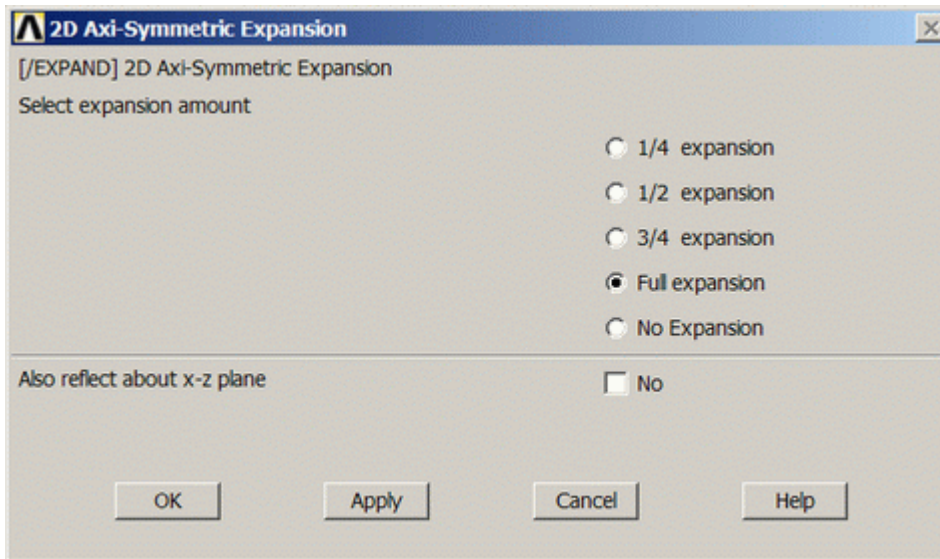 2D Axi-Symmetric Expansion
[/EXPAND] 2D Axi-Symmetric Expansion
Select expansion amount
1/4 expansion
1/2 expansion
3/4 expansion
Full expansion
No Expansion
Also reflect about x-z plane
No
OK Apply Cancel Help